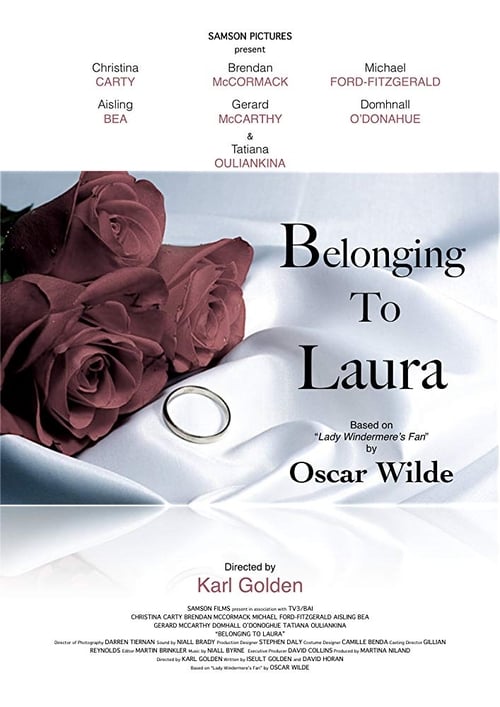 SAMSON PICTURES
present
Christina Brendan Michael
CARTY McCORMACK FORD-FITZGERALD
Aisling Gerard Domhnall
BEA McCARTHY O'DONAHUE
&
Tatiana
OULIANKINA
Belonging
To
Laura
Based on
"Lady Windermere's Fan"
by
Oscar Wilde
Directed by
Karl Golden
SAMSON FILMS present in association with TV3/BAI
CHRISTINA CARTY BRENDAN MCCORMACK MICHAEL FORD-FITZGERALD AISLING BEA
GERARD MCCARTHY DOMHALL O'DONOGHUE TATIANA OULIANKINA
"BELONGING TO LAURA"
Director of Photography DARREN TIERNAN Sound by NIALL BRADY Production Designer STEPHEN DALY Costume Designer CAMILLE BENDA Casting Director GILLIAN
REYNOLDS Editor MARTIN BRINKLER Music by NIALL BYRNE Executive Producer DAVID COLLINS Produced by MARTINA NILAND
Directed by KARL GOLDEN Written by ISEULT GOLDEN and DAVID HORAN
Based on "Lady Windermere's Fan" by OSCAR WILDE